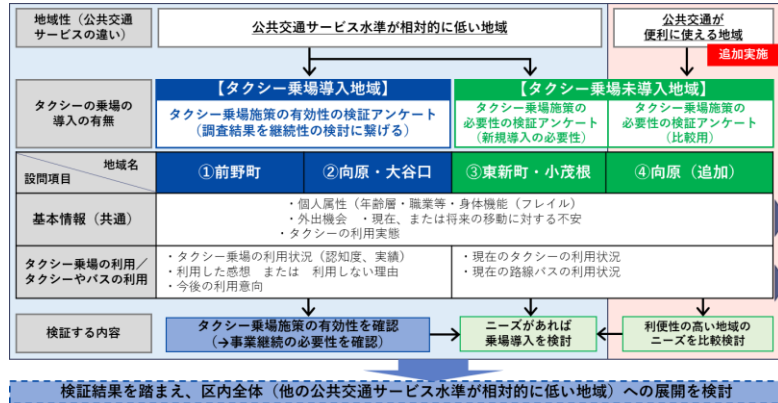 地域性（公共交通
サービスの違い）
公共交通サービス水準が相対的に低い地域
公共交通が
便利に使える地域
追加実施
タクシーの乗場の
導入の有無
【タクシー乗場導入地域】
タクシー乗場施策の有効性の検証アンケート
（調査結果を継続性の検討に繋げる）
【タクシー乗場未導入地域】
タクシー乗場施策の
必要性の検証アンケート
（新規導入の必要性）
タクシー乗場施策の
必要性の検証アンケート
（比較用）
地域名
設問項目
①前野町
②向原・大谷口
③東新町・小茂根
④向原（追加）
基本情報（共通）
・個人属性（年齢層・職業等・身体機能（フレイル）
・外出機会　・現在、または将来の移動に対する不安
・タクシーの利用実態
タクシー乗場の利用／
タクシーやバスの利用
・タクシー乗場の利用状況（認知度、実績）
・利用した感想　または　利用しない理由
・今後の利用意向
・現在のタクシーの利用状況
・現在の路線バスの利用状況
検証する内容
タクシー乗場施策の有効性を確認
（→事業継続の必要性を確認）
ニーズがあれば
乗場導入を検討
利便性の高い地域の
ニーズを比較検討
検証結果を踏まえ、区内全体（他の公共交通サービス水準が相対的に低い地域）への展開を検討